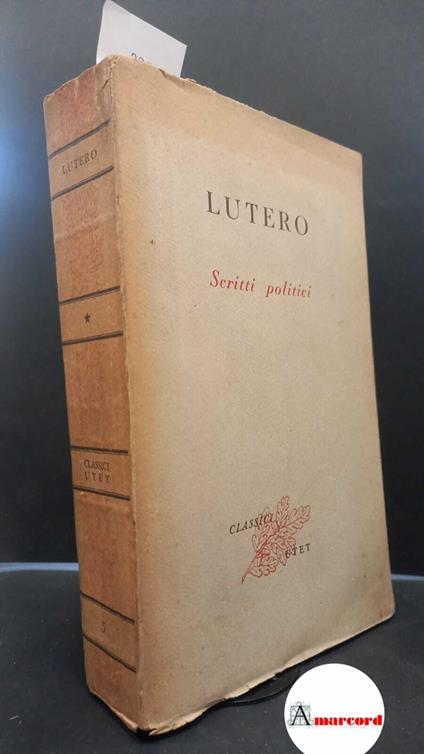 LUTERO
Scritti politici
CLASSICI
UTET
LUTERO
CLASSICI
UTET
5
Amarcord